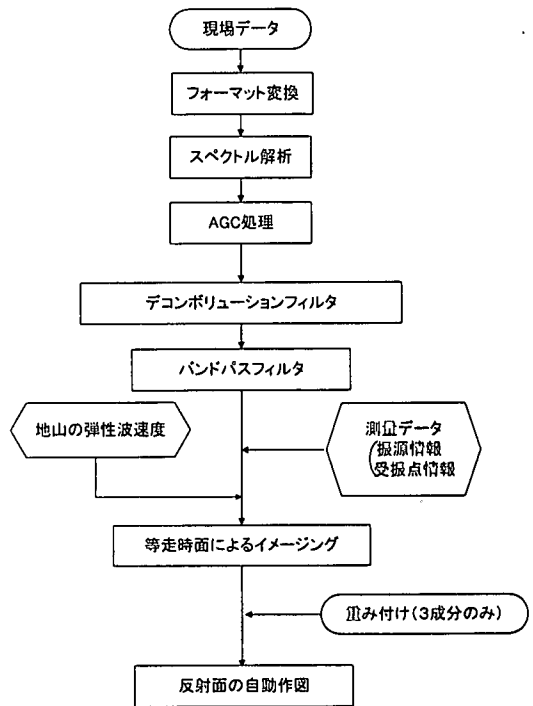 現場データ
フォーマット変換
スペクトル解析
AGC処理
デコンボリューションフィルタ
バンドパスフィルタ
地山の弾性波速度
測量データ
振源情報
受振点情報
等走時面によるイメージング
重み付け(3成分のみ)
反射面の自動作図